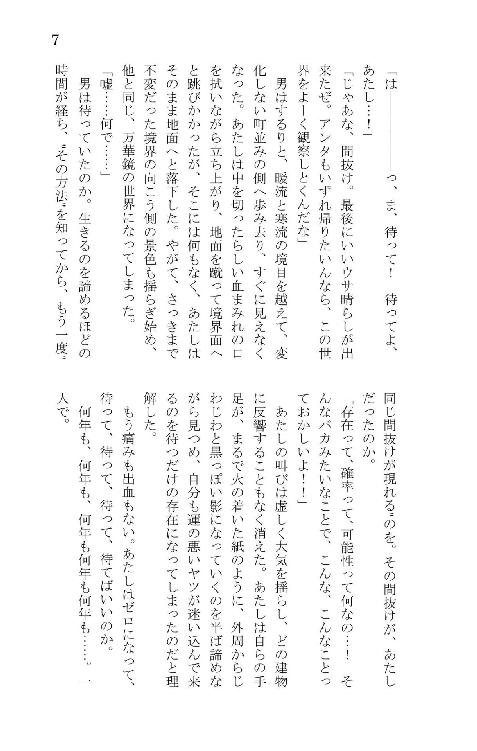 7
「は　　　　　っ、ま、待って！　待ってよ、
あたし…！」
「じゃあな、間抜け。最後にいいウサ晴らしが出
来たぜ。アンタもいずれ帰りたいんなら、この世
界をよーく観察しとくんだな」
　男はするりと、暖流と寒流の境目を越えて、変
化しない町並みの側へ歩み去り、すぐに見えなく
なった。あたしは中を切ったらしい血まみれの口
を拭いながら立ち上がり、地面を蹴って境界へ
と跳びかかったが、そこには何もなく、あたしは
そのまま地面へと落下した。やがて、さっきまで
不変だった境界の向こう側の景色も揺らぎ始め、
他と同じ、万華鏡の世界になってしまった。
「嘘……何で……」
　男は待っていたのか。生きるのを諦めるほどの
時間が経ち、“その方法”を知ってから、もう一度“
同じ間抜けが現れる”のを。その間抜けが、あたし
だったのか。
「存在って、確率って、可能性って何なの…！　そ
んなバカみたいなことで、こんな、こんなことっ
ておかしいよ！！」
　あたしの叫びは虚しく大気を揺らし、どの建物
に反響することもなく消えた。あたしは自らの手
足が、まるで火の着いた紙のように、外周からじ
わじわと黒っぽい影になっていくのを半ば諦めな
がら見つめ、自分も運の悪いヤツが迷い込んで来
るのを待つだけの存在になってしまったのだと理
解した。
　もう痛みも出血もない。あたしはゼロになって、
待って、待って、待って、待てばいいのか。
　何年も、何年も、何年も何年も……。一
人で。